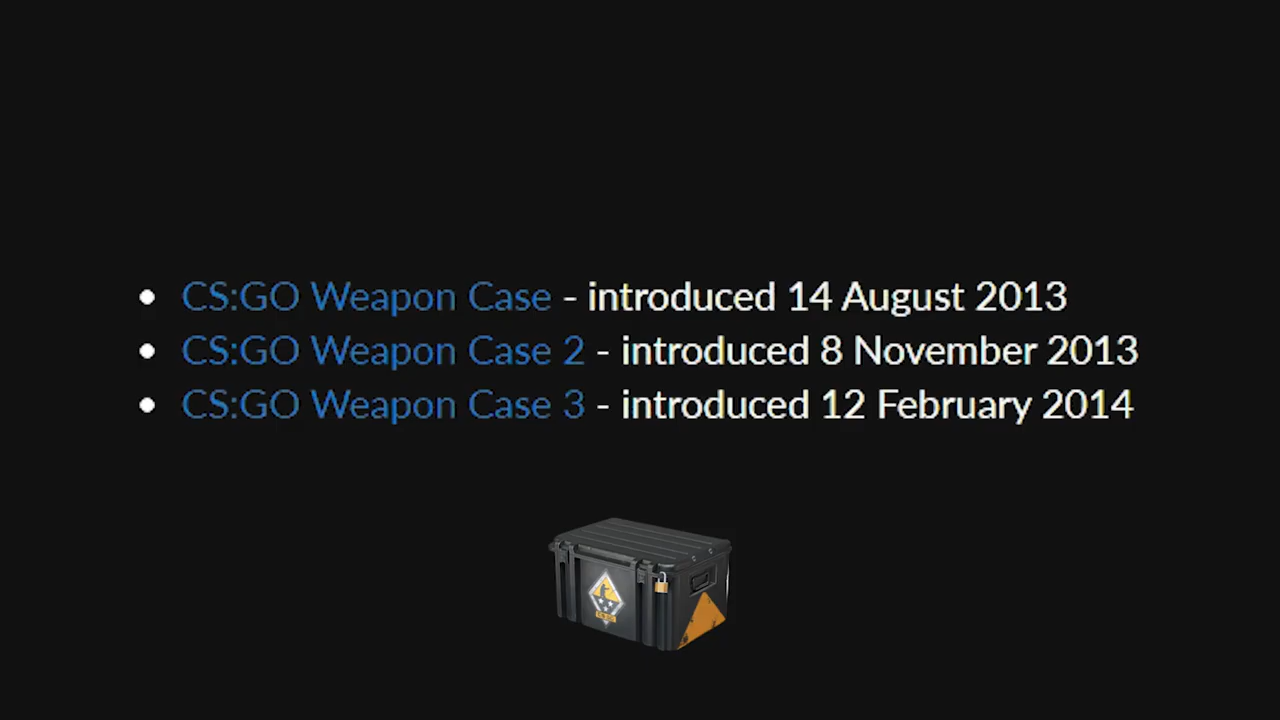 CS:GO Weapon Case - introduced 14 August 2013
CS:GO Weapon Case 2 - introduced 8 November 2013
CS:GO Weapon Case 3 - introduced 12 February 2014